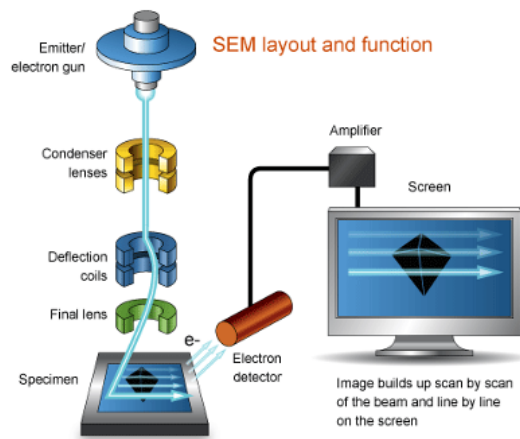 SEM layout and function
Emitter/
electron gun
Condenser
lenses
Amplifier
Screen
Deflection
coils
Final lens
e-
Electron
detector
Specimen
Image builds up scan by scan
of the beam and line by line
on the screen